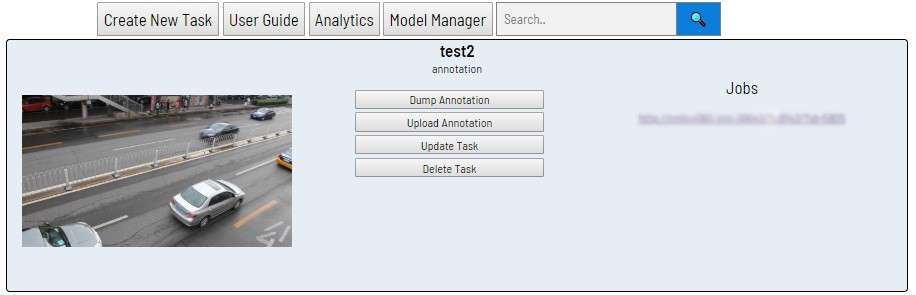 Create New Task User Guide Analytics Model Manager Search..
test2
annotation
Dump Annotation
Upload Annotation
Update Task
Delete Task
Jobs